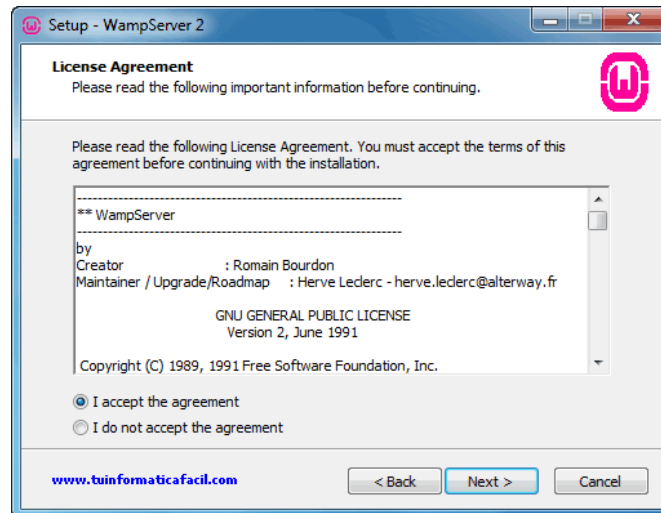 Setup - WampServer 2
License Agreement
Please read the following important information before continuing.
Please read the following License Agreement. You must accept the terms of this
agreement before continuing with the installation.
---------------------------------------------------------------
** WampServer
---------------------------------------------------------------
by
Creator : Romain Bourdon
Maintainer / Upgrade/Roadmap : Herve Leclerc - herve.leclerc@alterway.fr
GNU GENERAL PUBLIC LICENSE
Version 2, June 1991
Copyright (C) 1989, 1991 Free Software Foundation, Inc.
I accept the agreement
I do not accept the agreement
www.tuinformaticafacil.com
< Back Next > Cancel